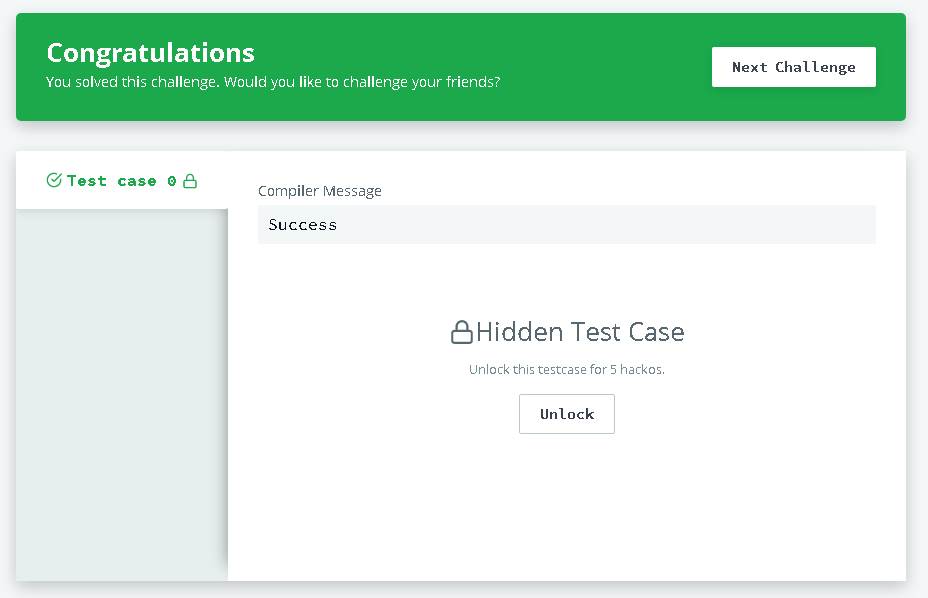 Congratulations
You solved this challenge. Would you like to challenge your friends?
Next Challenge
Test case 0
Compiler Message
Success
Hidden Test Case
Unlock this testcase for 5 hackos.
Unlock